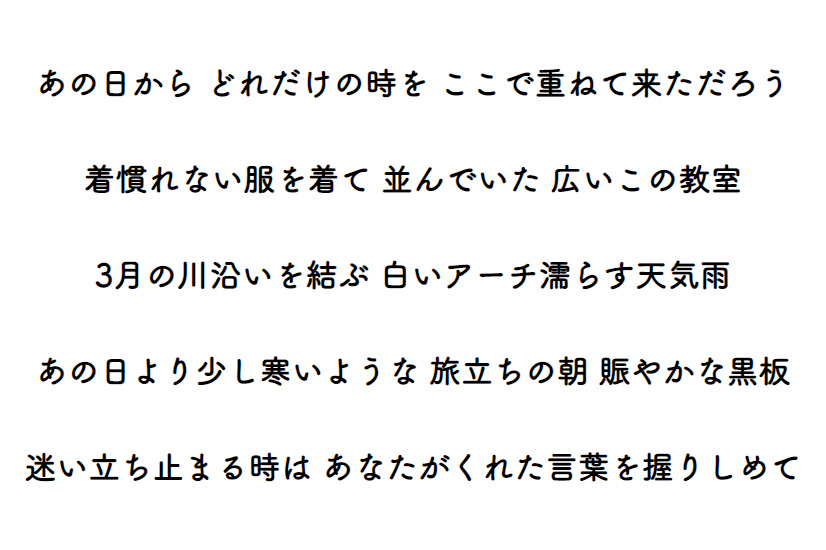 あの日から どれだけの時を ここで重ねて来ただろう
着慣れない服を着て 並んでいた 広いこの教室
3月の川沿いを結ぶ 白いアーチ濡らす天気雨
あの日より少し寒いような 旅立ちの朝 賑やかな黒板
迷い立ち止まる時は あなたがくれた言葉を握りしめて